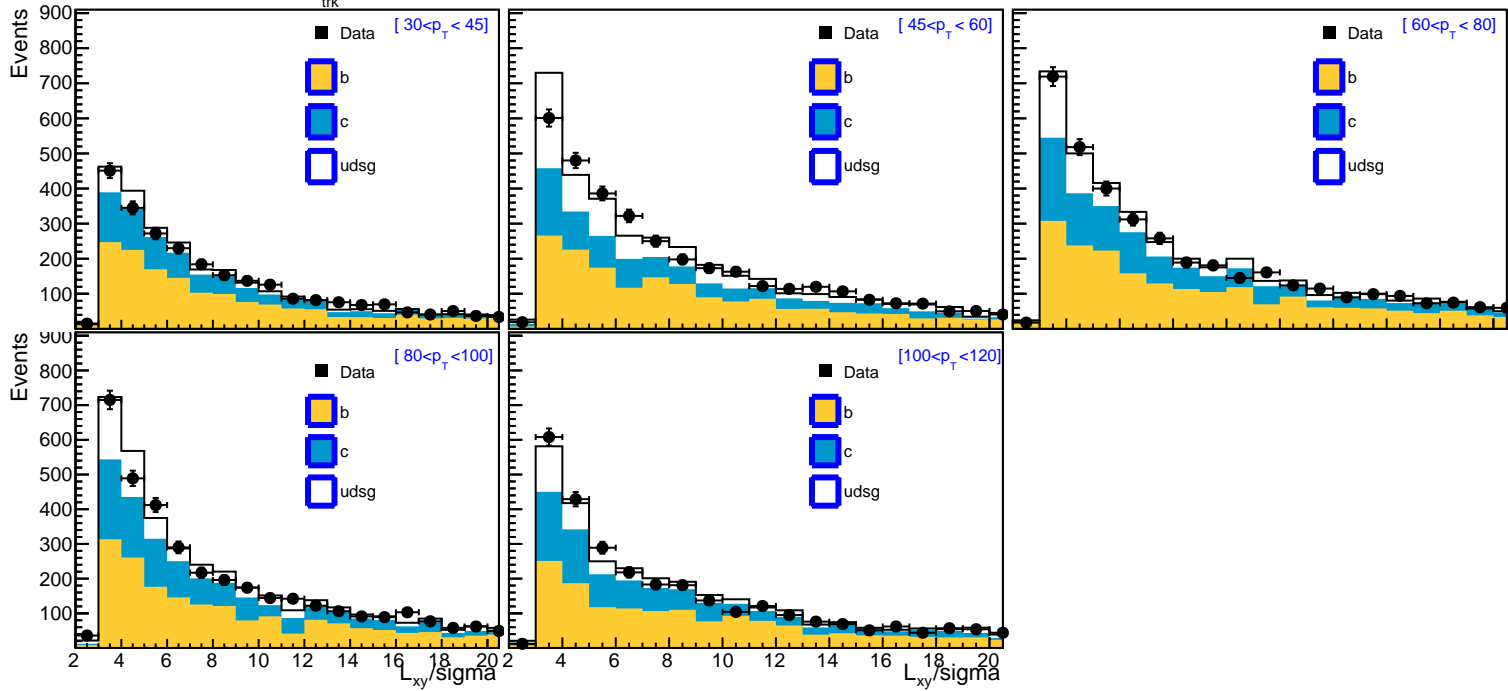 trk
Events
900
800
700
600
500
400
300
200
100
[ 30<p_T< 45]
Data
b
c
udsg
[ 45<p_T< 60]
Data
b
c
udsg
[ 60<p_T< 80]
Data
b
c
udsg
Events
900
800
700
600
500
400
300
200
100
[ 80<p_T<100]
Data
b
c
udsg
[100<p_T<120]
Data
b
c
udsg
2 4 6 8 10 12 14 16 18 20 2 4 6 8 10 12 14 16 18 20
L_xy/sigma L_xy/sigma